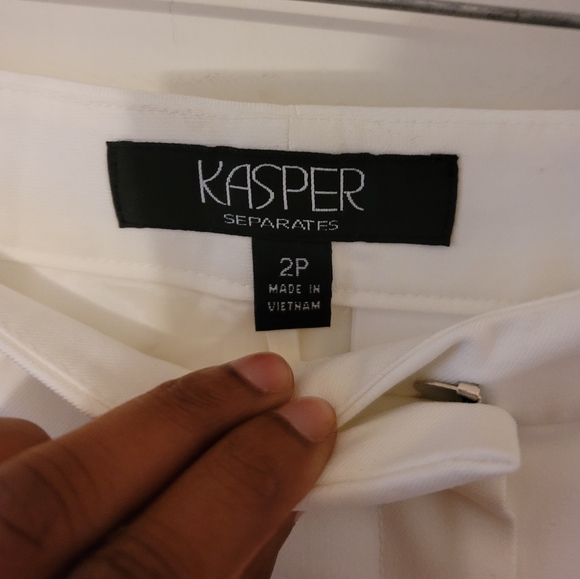 KASPER
SEPARATES
2P
MADE IN
VIETNAM